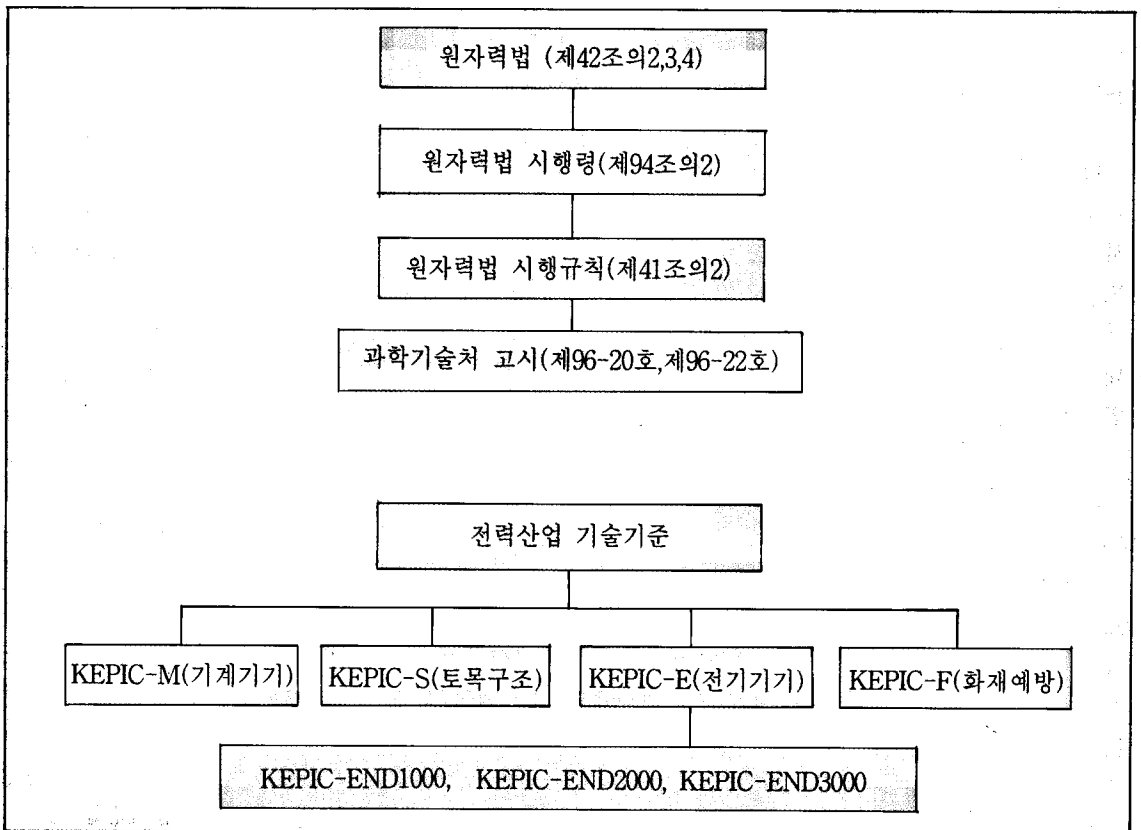 원자력법 (제42조의2,3,4)
원자력법 시행령(제94조의2)
원자력법 시행규칙(제41조의2)
과학기술처 고시(제96-20호,제96-22호)
전력산업 기술기준
KEPIC-M(기계기기) KEPIC-S(토목구조) KEPIC-E(전기기기) KEPIC-F(화재예방)
KEPIC-END1000, KEPIC-END2000, KEPIC-END3000